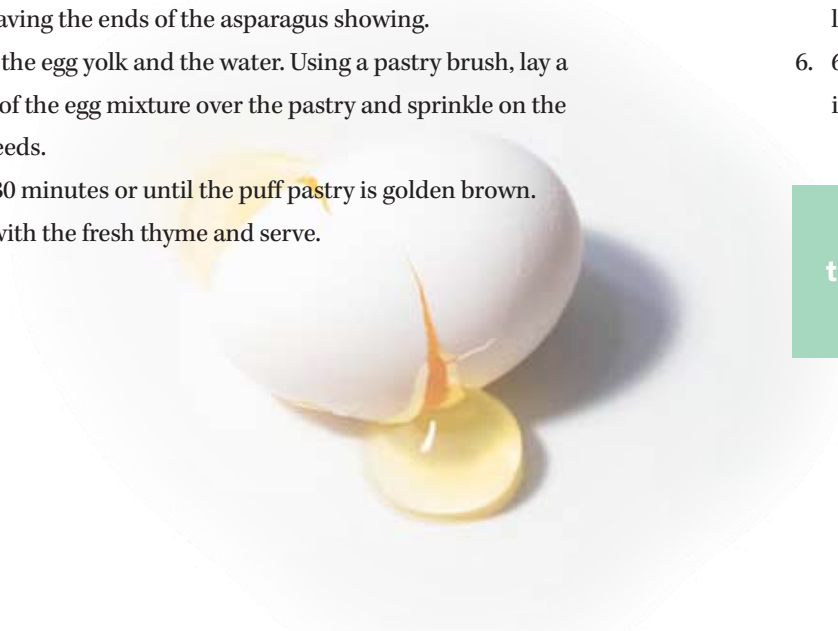 aving the ends of the asparagus showing.
the egg yolk and the water. Using a pastry brush, lay a
of the egg mixture over the pastry and sprinkle on the
eeds.
30 minutes or until the puff pastry is golden brown.
with the fresh thyme and serve.
l
6. 6
i
t